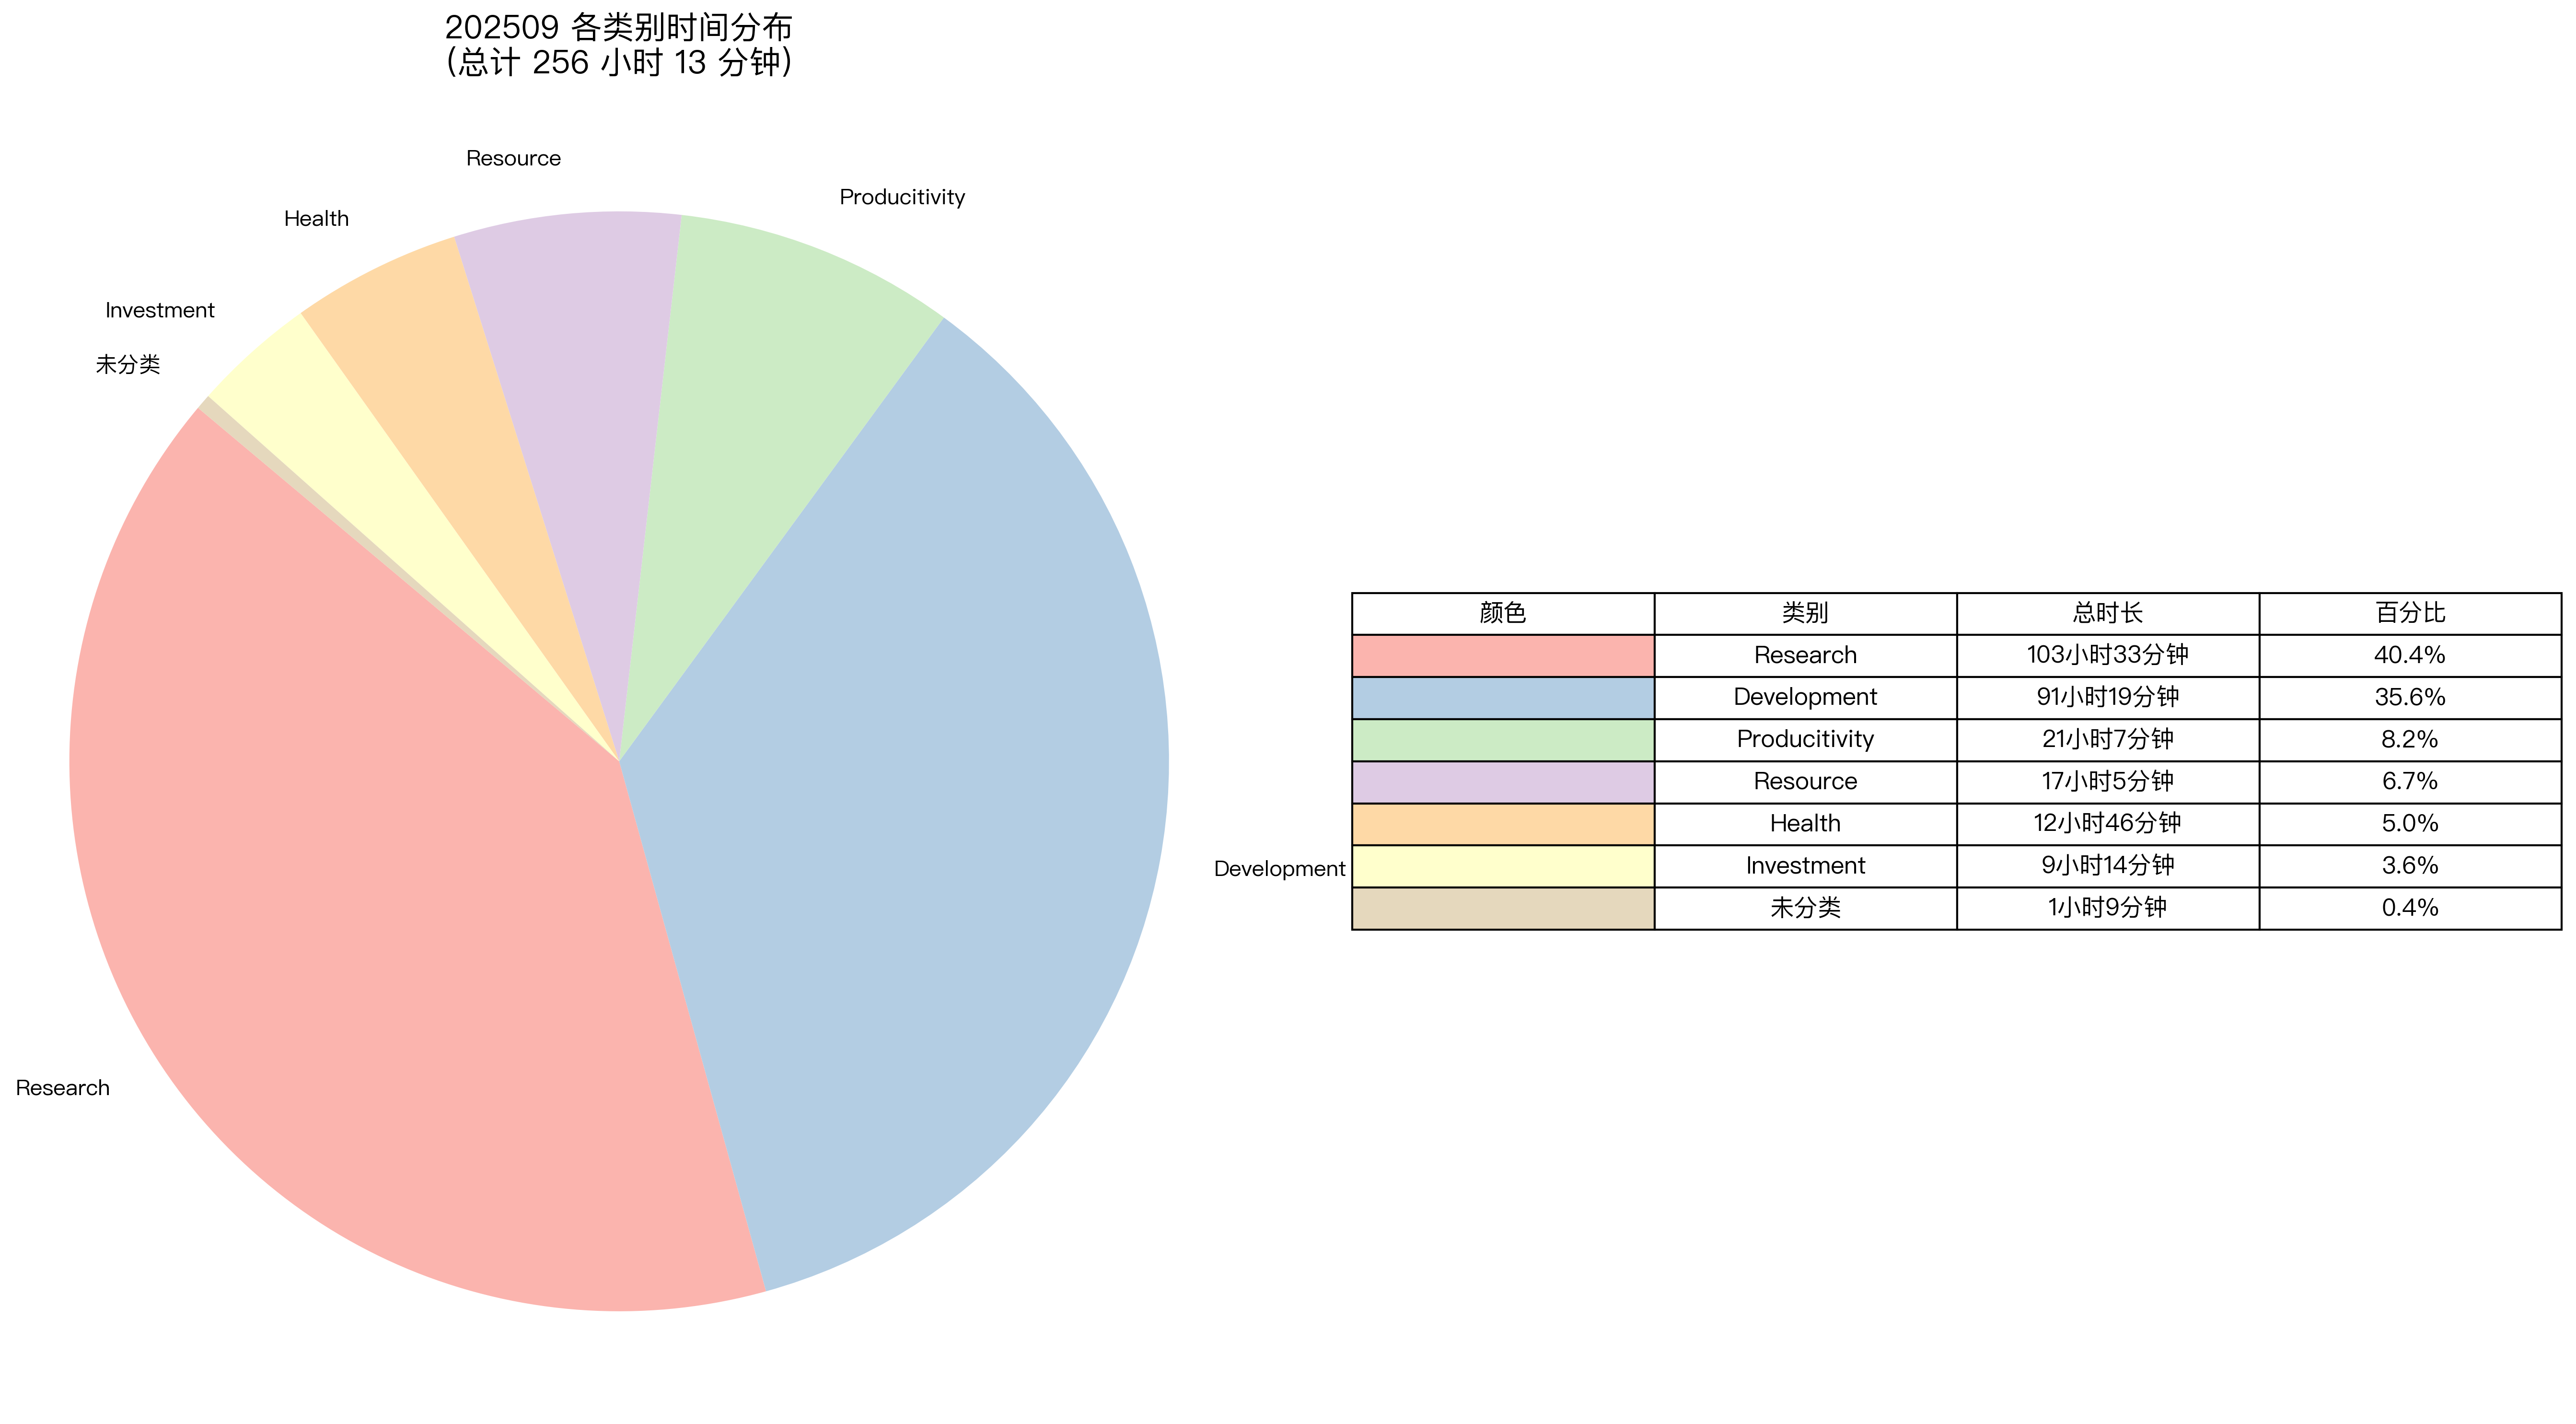 202509 各类别时间分布
(总计 256 小时 13 分钟)
Resource
Producitivity
Health
Investment
未分类
Development
Research
颜色 类别 总时长 百分比
Research 103小时33分钟 40.4%
Development 91小时19分钟 35.6%
Producitivity 21小时7分钟 8.2%
Resource 17小时5分钟 6.7%
Health 12小时46分钟 5.0%
Investment 9小时14分钟 3.6%
未分类 1小时9分钟 0.4%